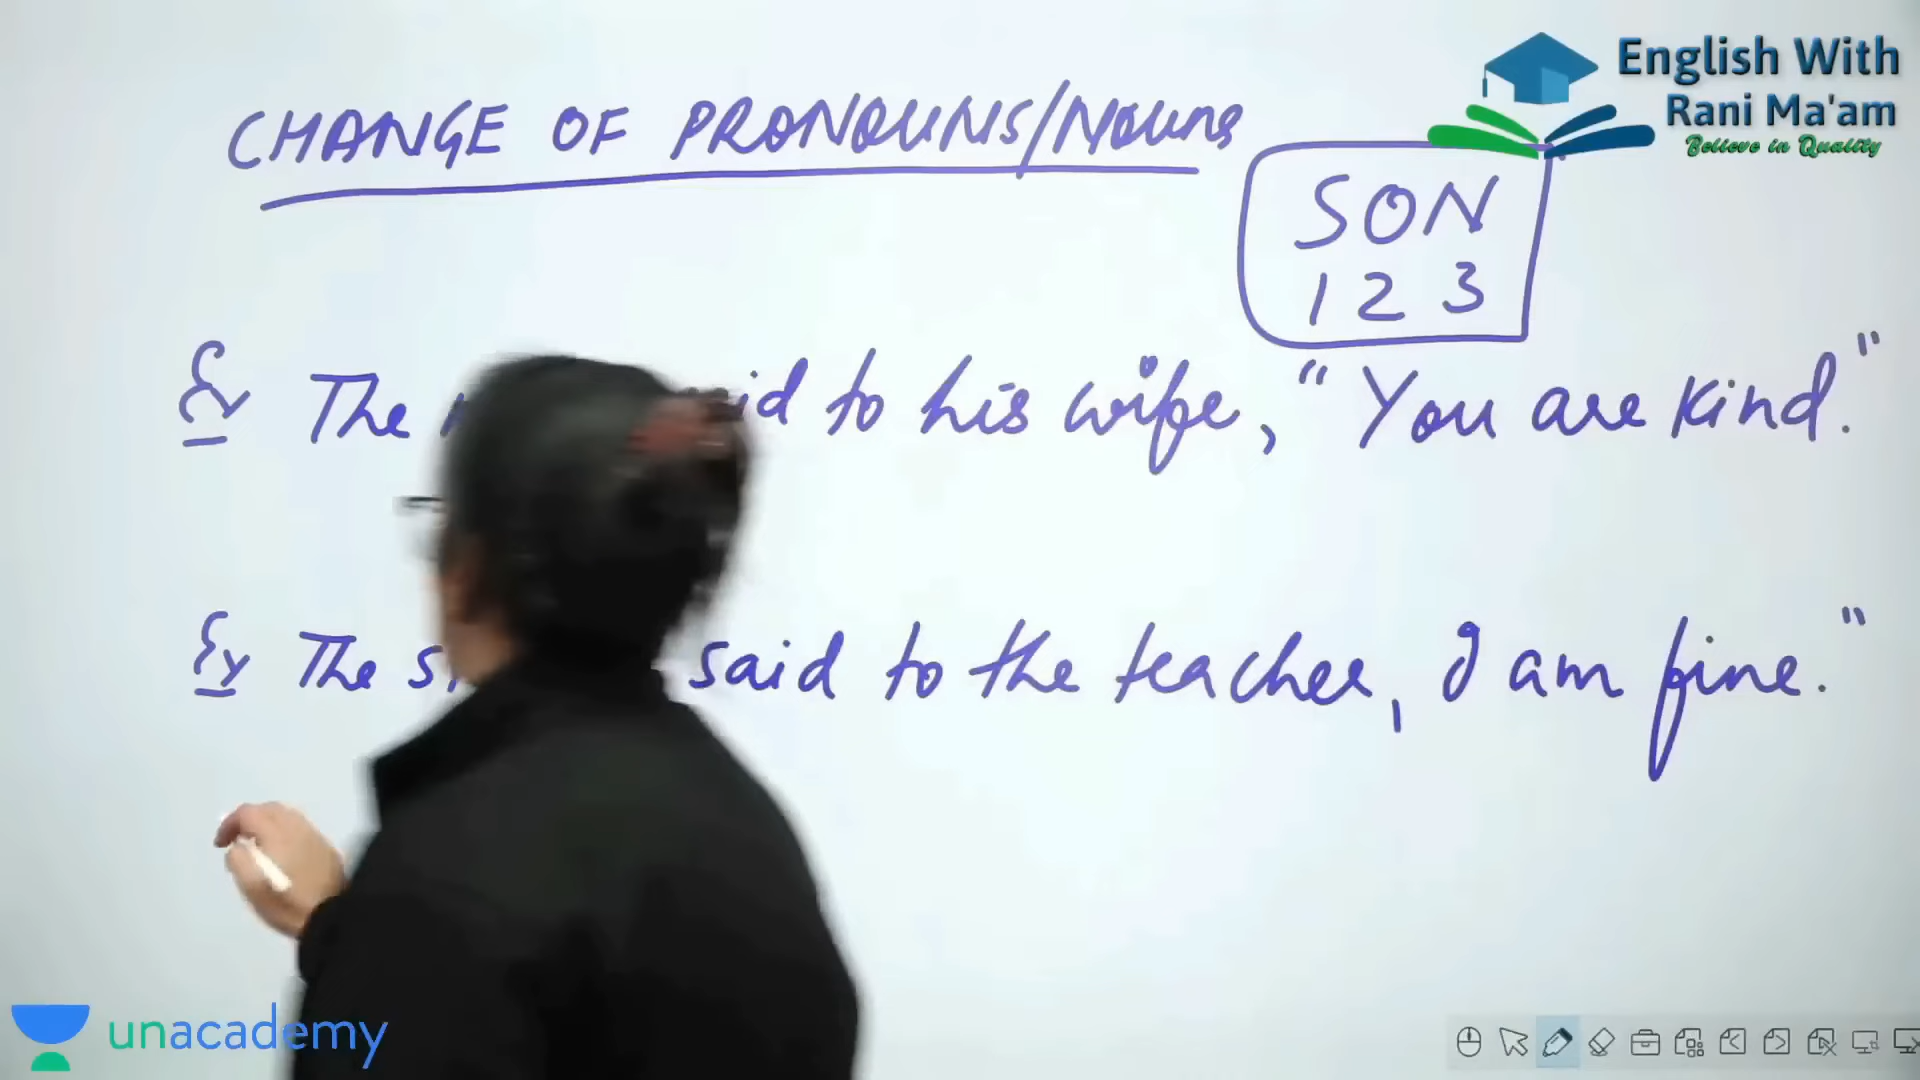 English With
Rani Ma'am
Believe in Quality
CHANGE OF PRONOUNS/Nouns
SON
1 2 3
Ex The said to his wife, "You are kind."
Ex The said to the teacher, I am fine."
unacademy